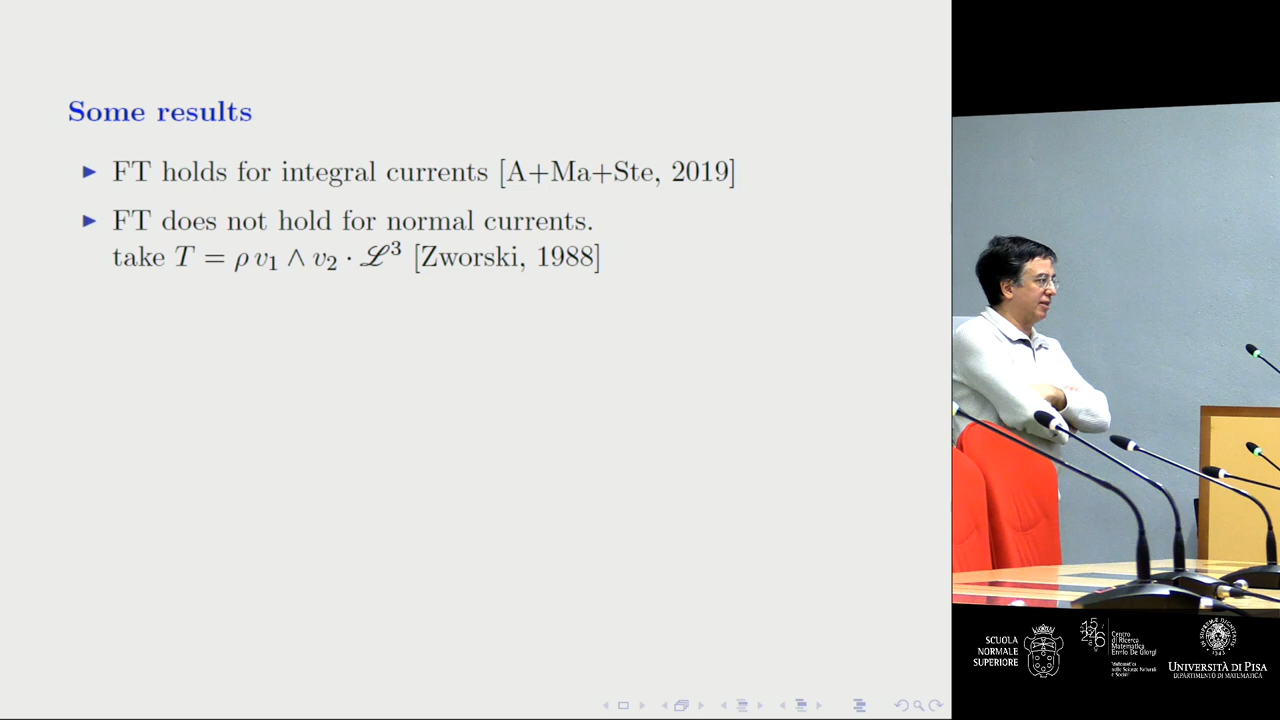 Some results
▶ FT holds for integral currents [A+Ma+Ste, 2019]
▶ FT does not hold for normal currents.
take T = ρ v₁ ∧ v₂ · ℒ³ [Zworski, 1988]
SCUOLA
NORMALE
SUPERIORE
Centro
di Ricerca
Matematica
Ennio De Giorgi
UNIVERSITÀ DI PISA
DIPARTIMENTO DI MATEMATICA